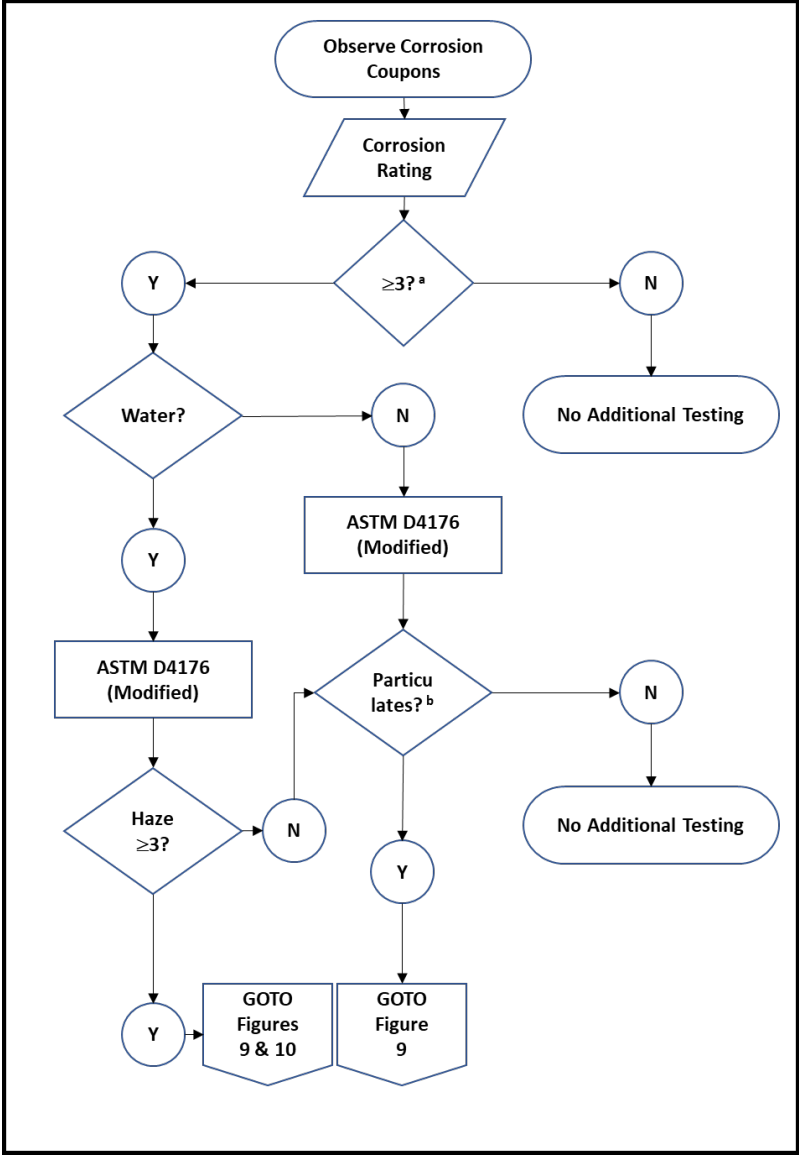 Observe Corrosion
Coupons
Corrosion
Rating
≥3? a
Y
N
Water?
N
No Additional Testing
ASTM D4176
(Modified)
Y
ASTM D4176
(Modified)
Particu
lates? b
N
Haze
≥3?
N
No Additional Testing
Y
Y
GOTO
Figures
9 & 10
GOTO
Figure
9